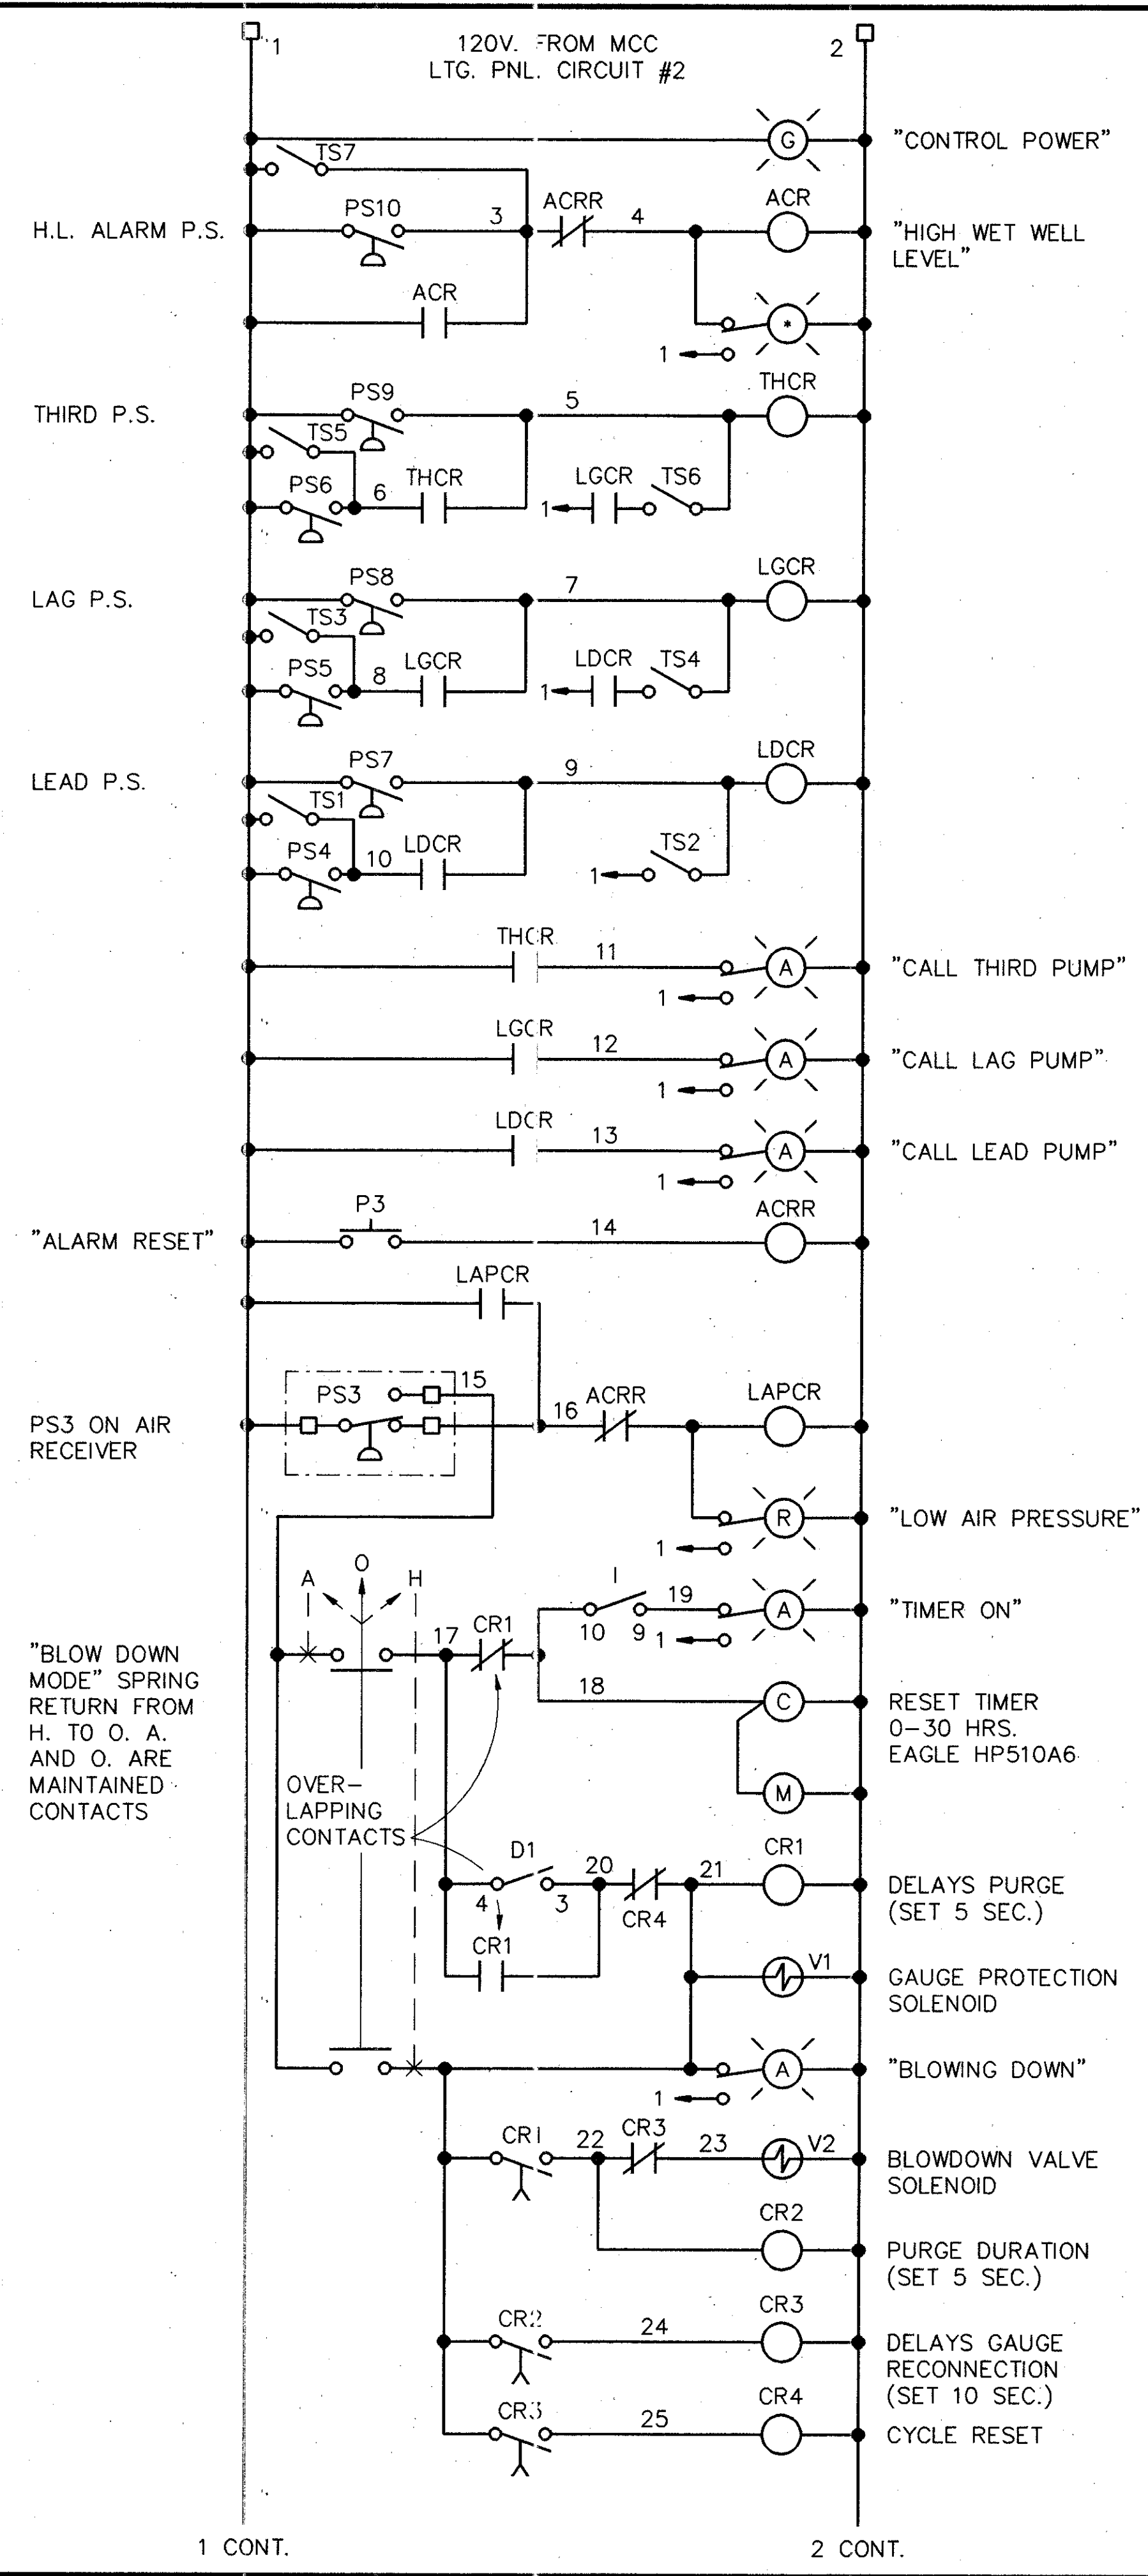 1
120V. FROM MCC
LTG. PNL. CIRCUIT #2
2
G
"CONTROL POWER"
TS7
H.L. ALARM P.S.
PS10
3
ACRR
4
ACR
"HIGH WET WELL
LEVEL"
ACR
*
1
THIRD P.S.
PS9
5
THCR
TS5
PS6
6
THCR
1
LGCR
TS6
LAG P.S.
PS8
7
LGCR
TS3
PS5
8
LGCR
1
LDCR
TS4
LEAD P.S.
PS7
9
LDCR
TS1
PS4
10
LDCR
1
TS2
THCR
11
A
"CALL THIRD PUMP"
1
LGCR
12
A
"CALL LAG PUMP"
1
LDCR
13
A
"CALL LEAD PUMP"
1
"ALARM RESET"
P3
14
ACRR
LAPCR
PS3 ON AIR
RECEIVER
PS3
15
16
ACRR
LAPCR
R
"LOW AIR PRESSURE"
1
A
O
H
I
10
9
19
A
"TIMER ON"
1
"BLOW DOWN
MODE" SPRING
RETURN FROM
H. TO O. A.
AND O. ARE
MAINTAINED
CONTACTS
17
CR1
18
C
RESET TIMER
0-30 HRS.
EAGLE HP510A6
M
OVER-
LAPPING
CONTACTS
D1
4
3
20
CR4
21
CR1
DELAYS PURGE
(SET 5 SEC.)
CR1
V1
GAUGE PROTECTION
SOLENOID
A
"BLOWING DOWN"
1
CR1
22
CR3
23
V2
BLOWDOWN VALVE
SOLENOID
CR2
PURGE DURATION
(SET 5 SEC.)
CR2
24
CR3
DELAYS GAUGE
RECONNECTION
(SET 10 SEC.)
CR3
25
CR4
CYCLE RESET
1 CONT.
2 CONT.